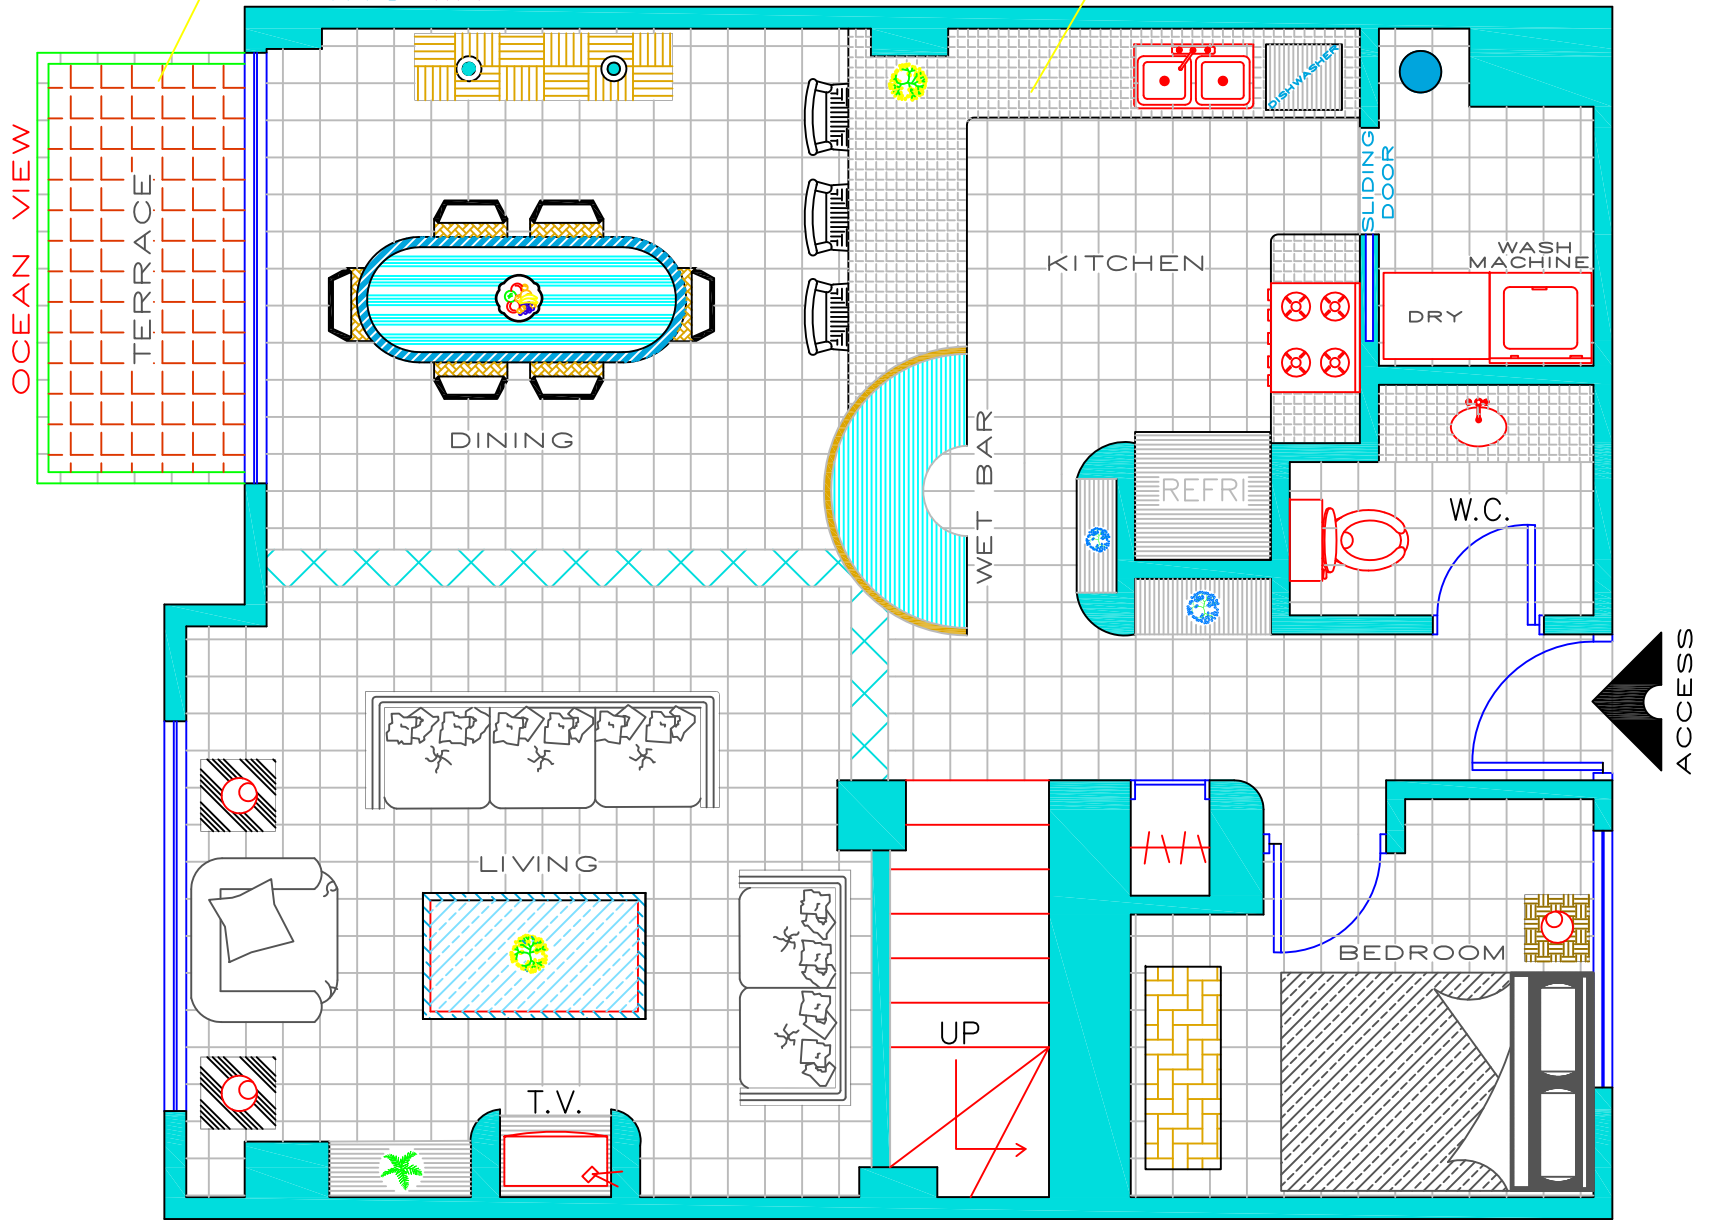 OCEAN VIEW
TERRACE
DINING
KITCHEN
DISHWASHER
SLIDING
DOOR
WASH
MACHINE
DRY
WET BAR
REFRI
W.C.
ACCESS
LIVING
T.V.
UP
BEDROOM